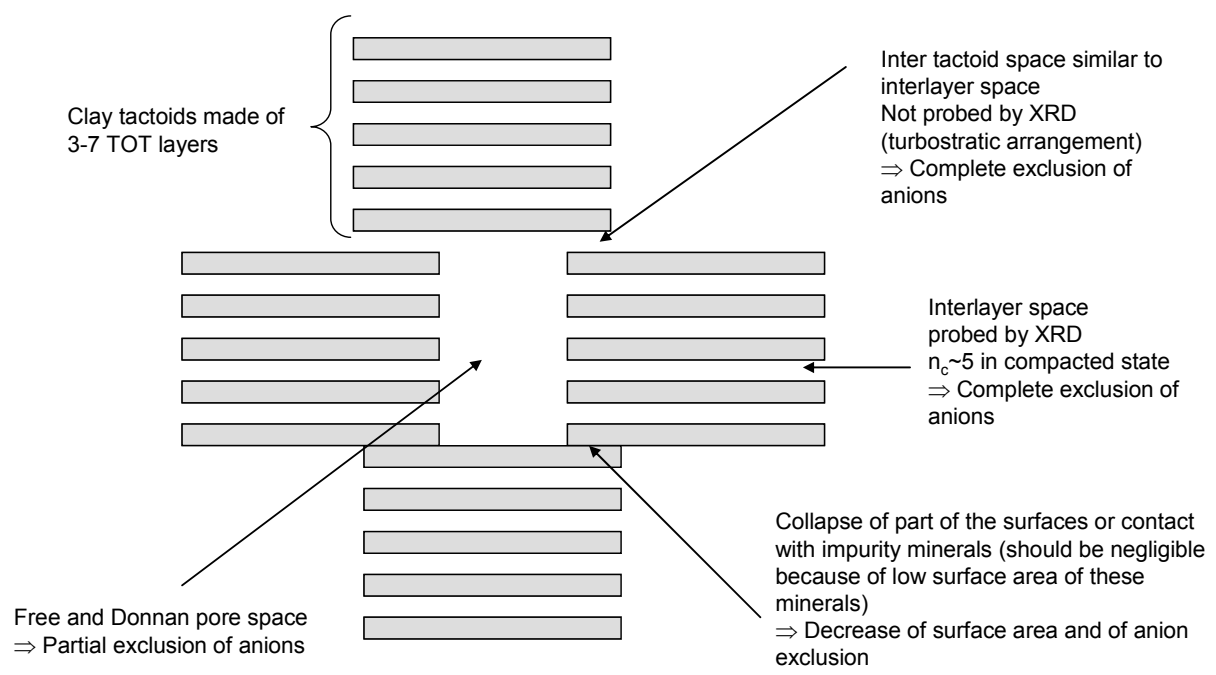 Clay tactoids made of
3-7 TOT layers
Inter tactoid space similar to
interlayer space
Not probed by XRD
(turbostratic arrangement)
⇒ Complete exclusion of
anions
Interlayer space
probed by XRD
n_c~5 in compacted state
⇒ Complete exclusion of
anions
Free and Donnan pore space
⇒ Partial exclusion of anions
Collapse of part of the surfaces or contact
with impurity minerals (should be negligible
because of low surface area of these
minerals)
⇒ Decrease of surface area and of anion
exclusion